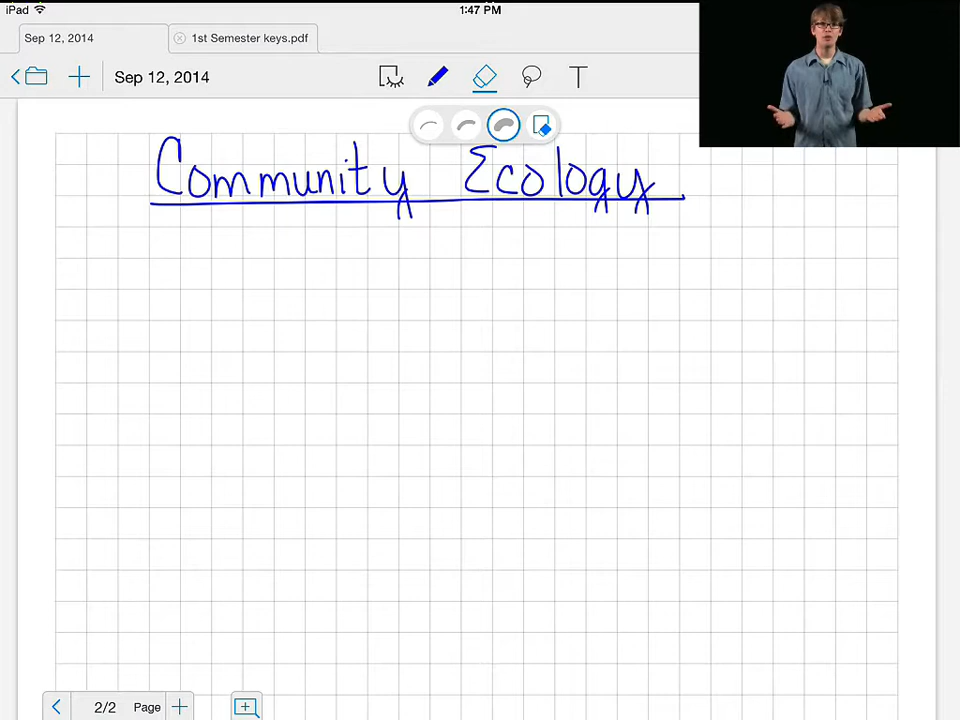 iPad 1:47 PM
Sep 12, 2014 1st Semester keys.pdf
Sep 12, 2014 T
Community Ecology
2/2 Page